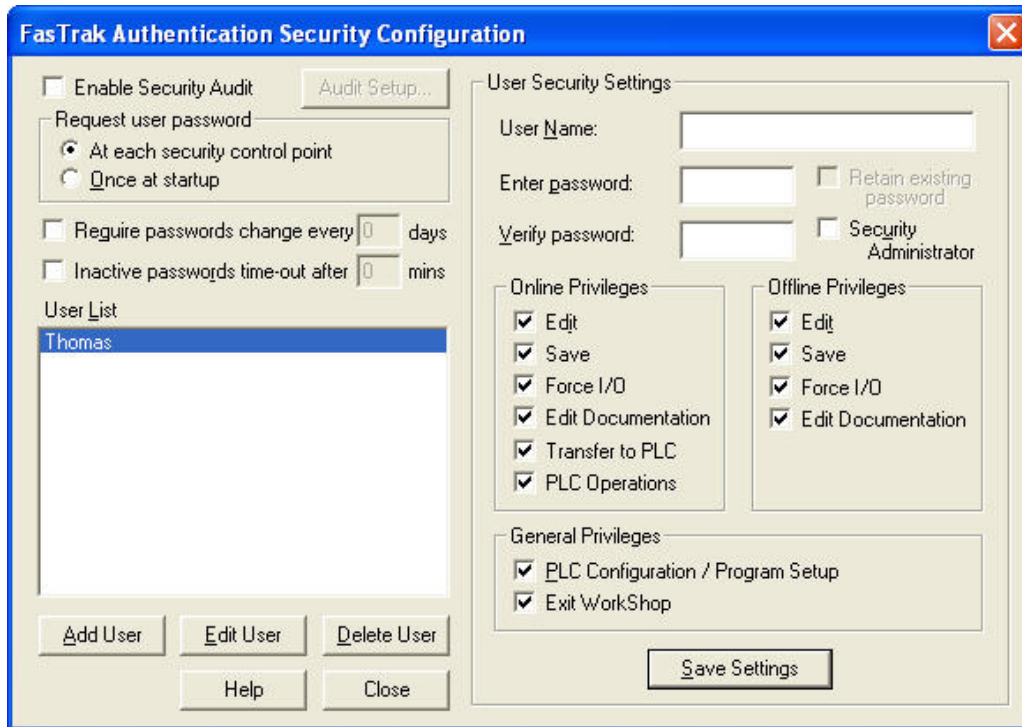 FasTrak Authentication Security Configuration
Enable Security Audit
Audit Setup...
Request user password
At each security control point
Once at startup
Reguire passwords change every 0 days
Inactive passwords time-out after 0 mins
User List
Thomas
Add User
Edit User
Delete User
Help
Close
User Security Settings
User Name:
Enter password:
Retain existing
password
Verify password:
Security
Administrator
Online Privileges
Edit
Save
Force I/O
Edit Documentation
Transfer to PLC
PLC Operations
Offline Privileges
Edit
Save
Force I/O
Edit Documentation
General Privileges
PLC Configuration / Program Setup
Exit WorkShop
Save Settings